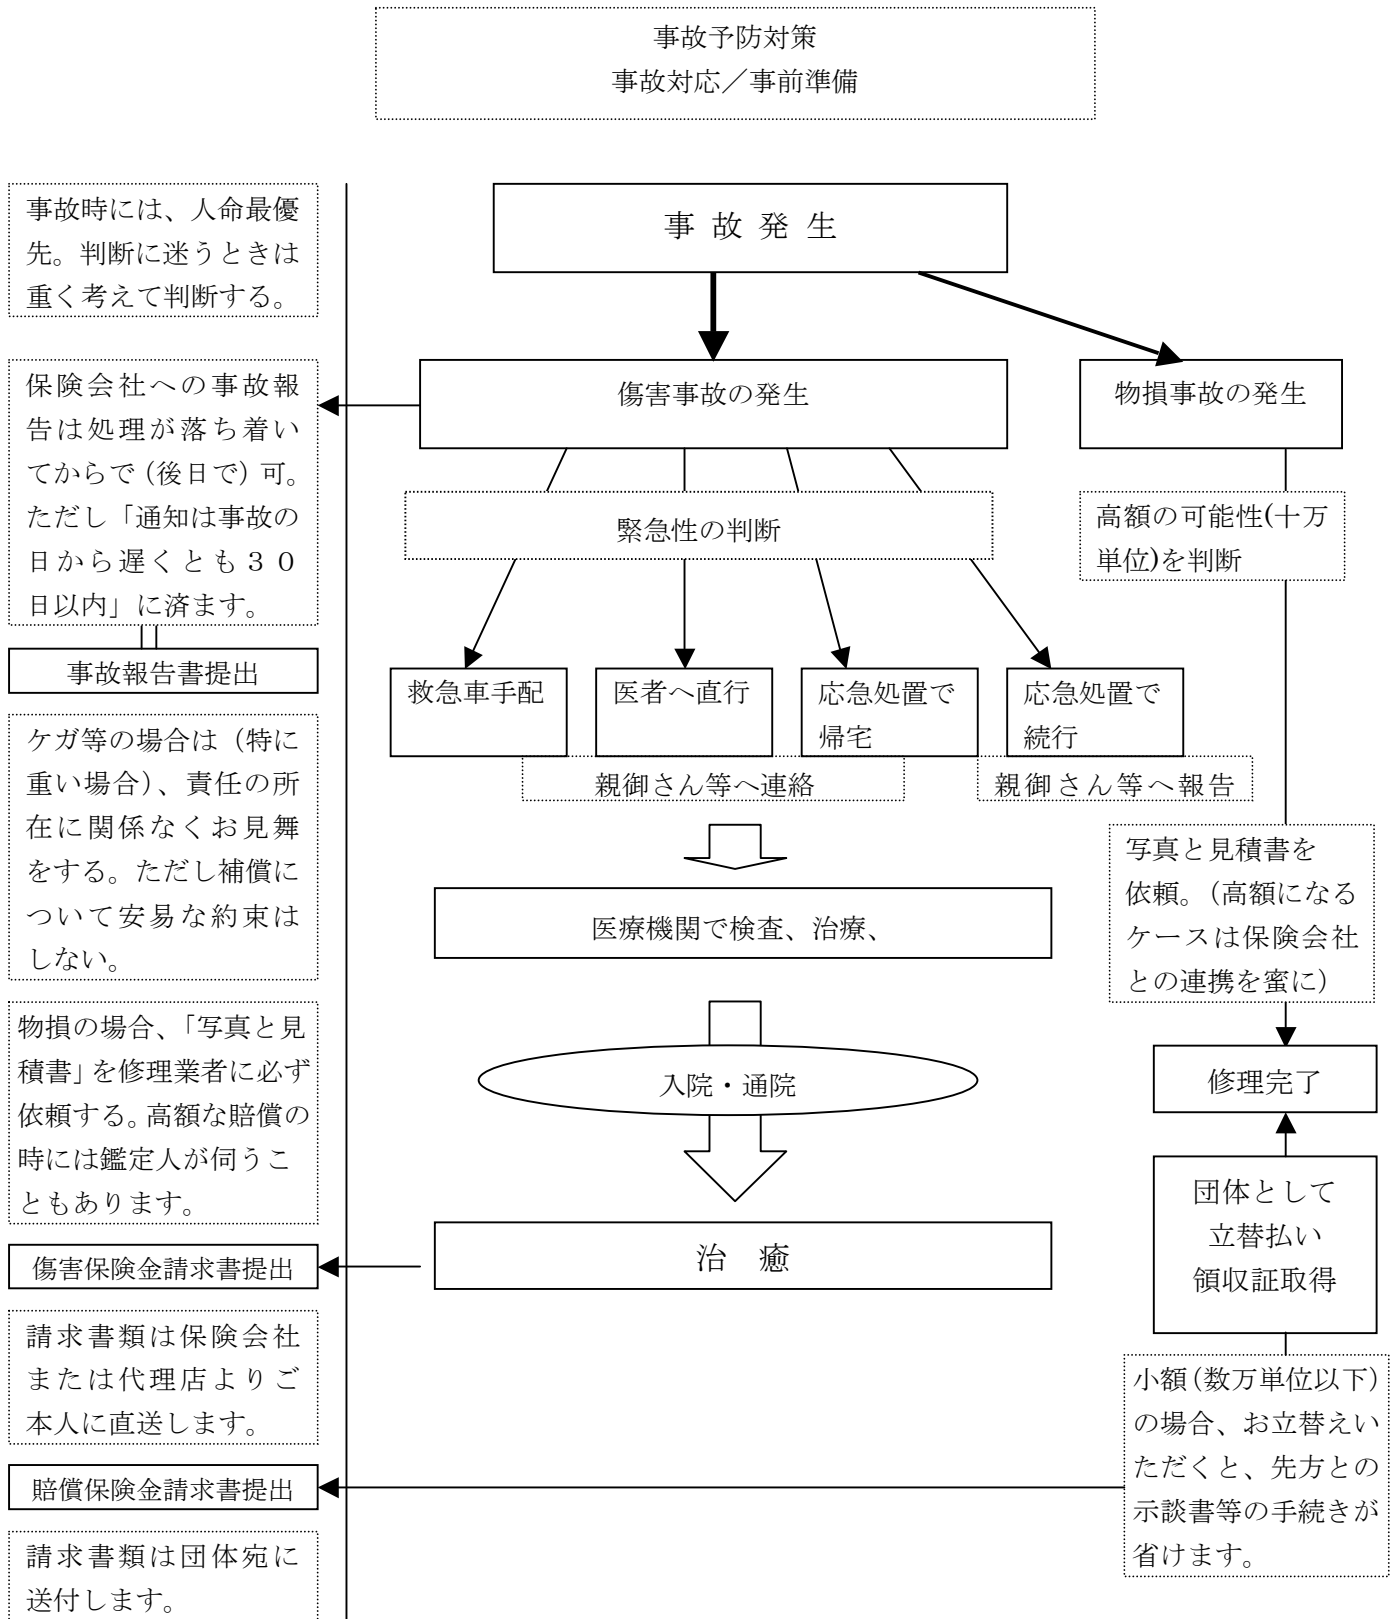 事故予防対策
事故対応／事前準備
事故時には、人命最優
先。判断に迷うときは
重く考えて判断する。
事 故 発 生
保険会社への事故報
告は処理が落ち着い
てからで（後日で）可。
ただし「通知は事故の
日から遅くとも３０
日以内」に済ます。
傷害事故の発生
物損事故の発生
緊急性の判断
高額の可能性(十万
単位)を判断
事故報告書提出
救急車手配
医者へ直行
応急処置で
帰宅
応急処置で
続行
親御さん等へ連絡
親御さん等へ報告
ケガ等の場合は（特に
重い場合）、責任の所
在に関係なくお見舞
をする。ただし補償に
ついて安易な約束は
しない。
写真と見積書を
依頼。（高額になる
ケースは保険会社
との連携を蜜に）
医療機関で検査、治療、
物損の場合、「写真と見
積書」を修理業者に必ず
依頼する。高額な賠償の
時には鑑定人が伺うこ
ともあります。
入院・通院
修理完了
団体として
立替払い
領収証取得
傷害保険金請求書提出
治　癒
請求書類は保険会社
または代理店よりご
本人に直送します。
小額（数万単位以下）
の場合、お立替えい
ただくと、先方との
示談書等の手続きが
省けます。
賠償保険金請求書提出
請求書類は団体宛に
送付します。